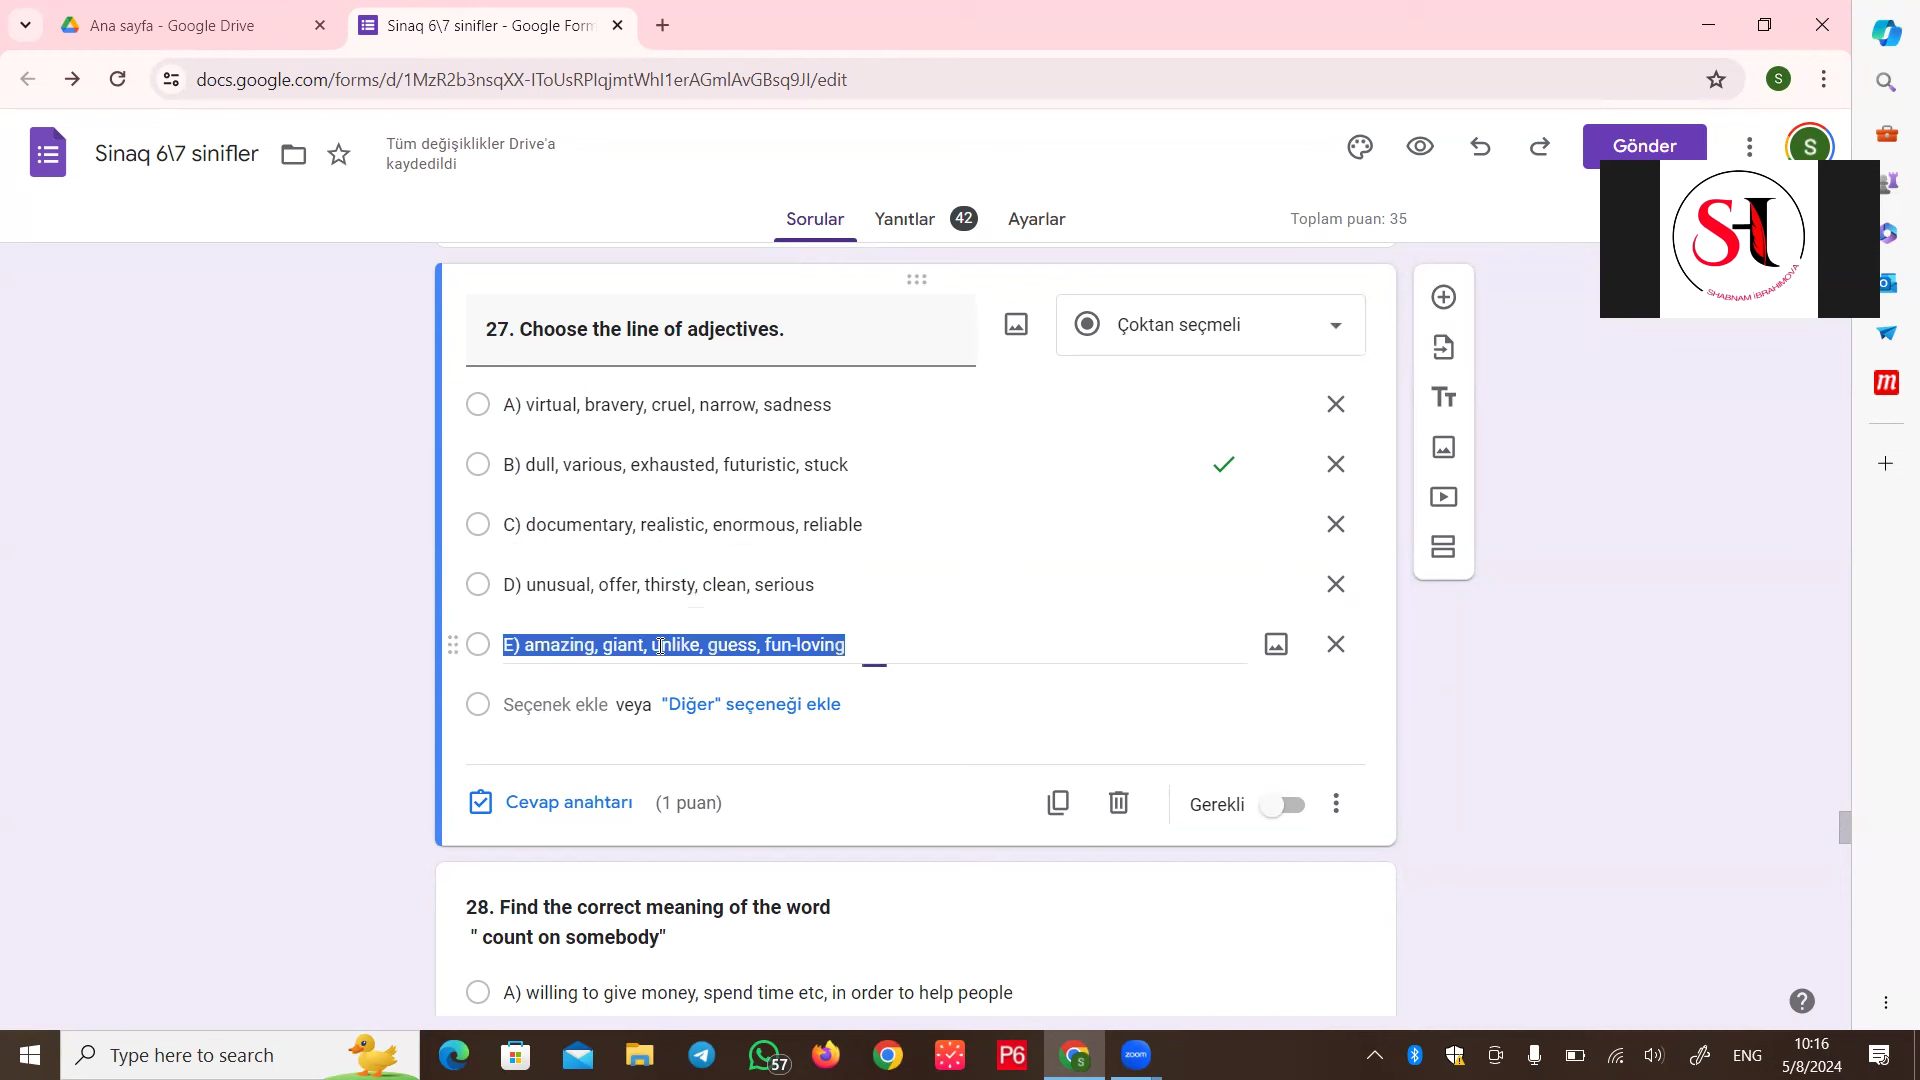 Ana sayfa - Google Drive
Sinaq 6\7 sinifler - Google Form
docs.google.com/forms/d/1MzR2b3nsqXX-IToUsRPIqjmtWhI1erAGmlAvGBsq9JI/edit
S
Sinaq 6\7 sinifler
Tüm değişiklikler Drive'a
kaydedildi
Gönder
S
SHABNAM İBRAHIMOVA
Sorular
Yanıtlar 42
Ayarlar
Toplam puan: 35
27. Choose the line of adjectives.
Çoktan seçmeli
A) virtual, bravery, cruel, narrow, sadness
B) dull, various, exhausted, futuristic, stuck
C) documentary, realistic, enormous, reliable
D) unusual, offer, thirsty, clean, serious
E) amazing, giant, unlike, guess, fun-loving
Seçenek ekle veya "Diğer" seçeneği ekle
Cevap anahtarı (1 puan)
Gerekli
28. Find the correct meaning of the word
" count on somebody"
A) willing to give money, spend time etc, in order to help people
Type here to search
57
P6
zoom
ENG
10:16
5/8/2024